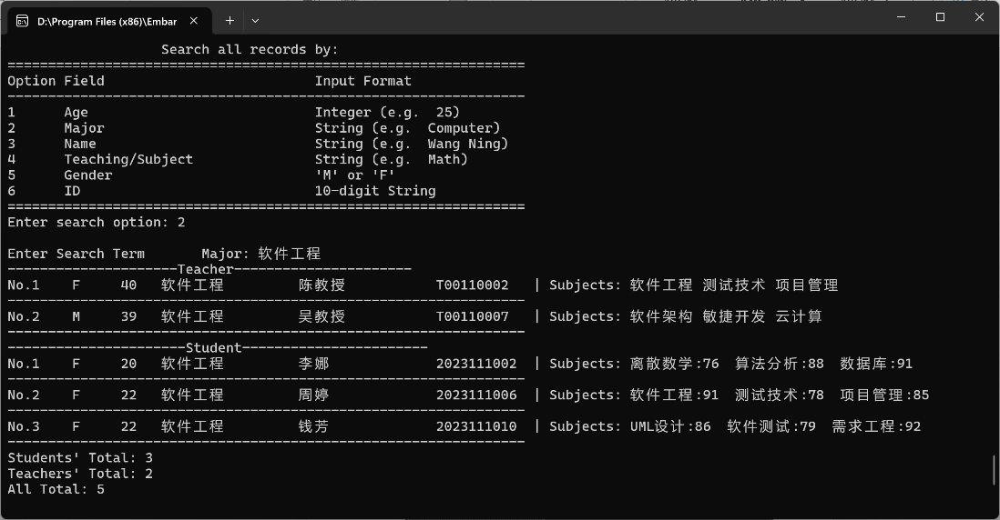 D:\Program Files (x86)\Embar
Search all records by:
================================================================
Option Field Input Format
----------------------------------------------------------------
1 Age Integer (e.g. 25)
2 Major String (e.g. Computer)
3 Name String (e.g. Wang Ning)
4 Teaching/Subject String (e.g. Math)
5 Gender 'M' or 'F'
6 ID 10-digit String
================================================================
Enter search option: 2
Enter Search Term Major: 软件工程
---------------------Teacher----------------------
No.1 F 40 软件工程 陈教授 T00110002 | Subjects: 软件工程 测试技术 项目管理
----------------------------------------------------------------
No.2 M 39 软件工程 吴教授 T00110007 | Subjects: 软件架构 敏捷开发 云计算
----------------------------------------------------------------
----------------------Student-----------------------
No.1 F 20 软件工程 李娜 2023111002 | Subjects: 离散数学:76 算法分析:88 数据库:91
----------------------------------------------------------------
No.2 F 22 软件工程 周婷 2023111006 | Subjects: 软件工程:91 测试技术:78 项目管理:85
----------------------------------------------------------------
No.3 F 22 软件工程 钱芳 2023111010 | Subjects: UML设计:86 软件测试:79 需求工程:92
----------------------------------------------------------------
Students' Total: 3
Teachers' Total: 2
All Total: 5